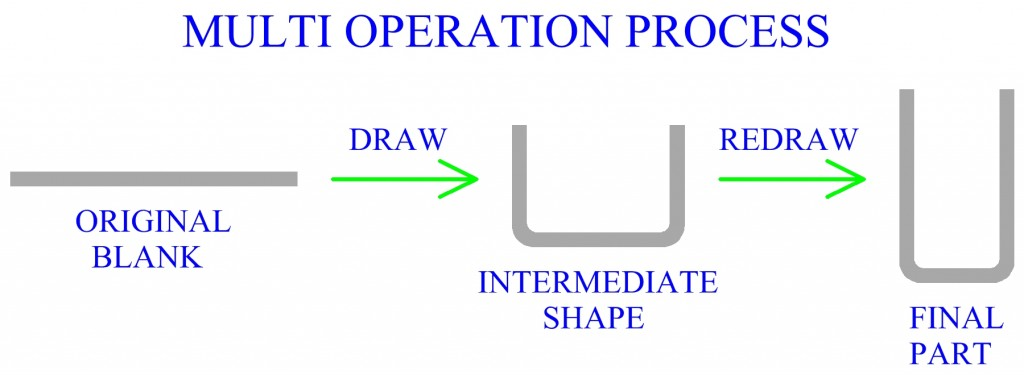 MULTI OPERATION PROCESS
DRAW
REDRAW
ORIGINAL
BLANK
INTERMEDIATE
SHAPE
FINAL
PART